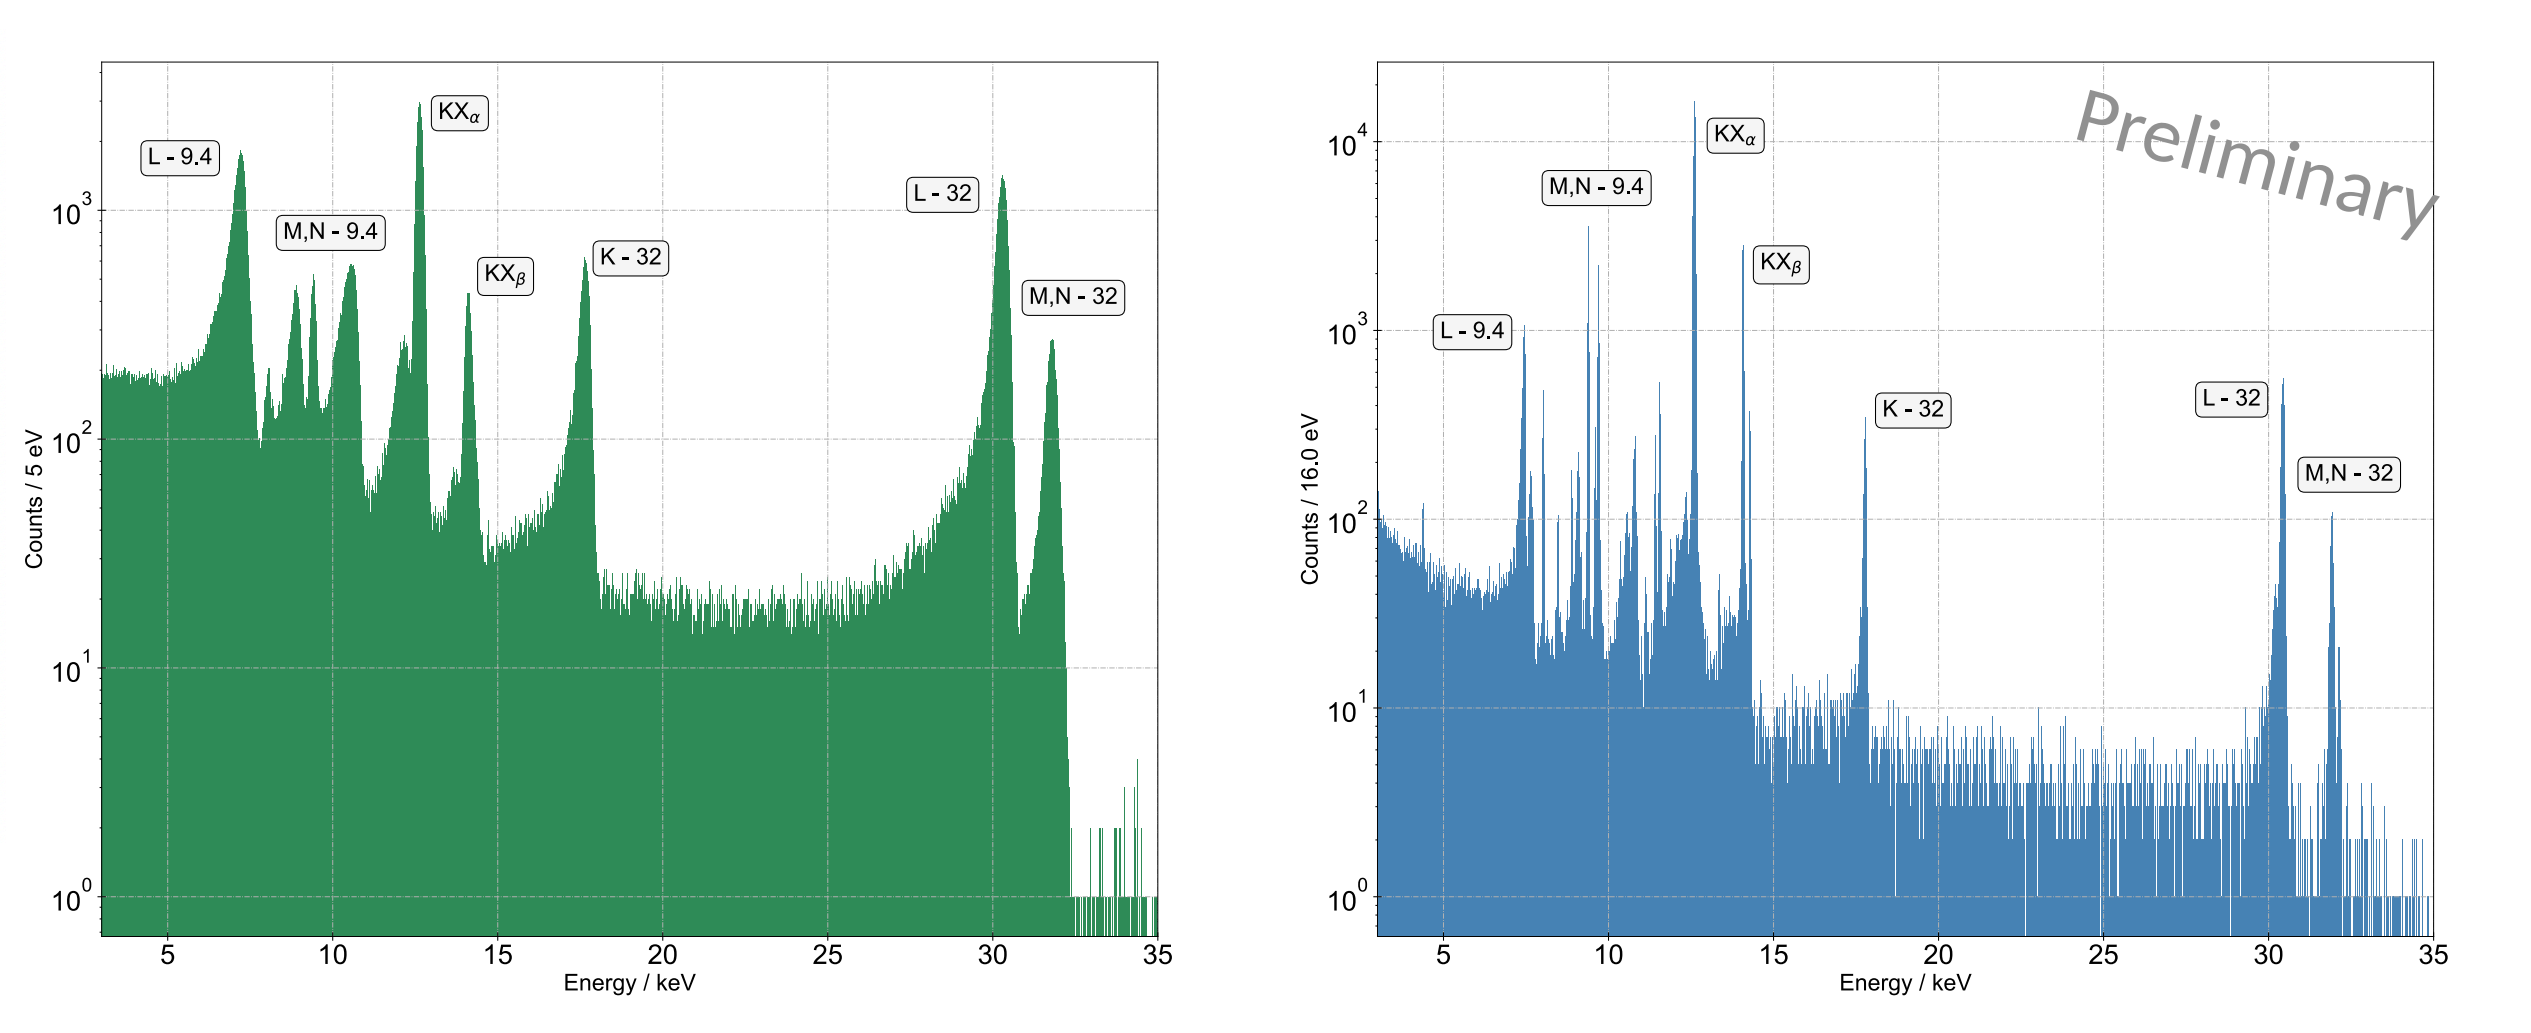 L - 9.4
M,N - 9.4
KXα
KXβ
K - 32
L - 32
M,N - 32
10³
10²
10¹
10⁰
Counts / 5 eV
5 10 15 20 25 30 35
Energy / keV
Preliminary
KXα
M,N - 9.4
KXβ
L - 9.4
K - 32
L - 32
M,N - 32
10⁴
10³
10²
10¹
10⁰
Counts / 16.0 eV
5 10 15 20 25 30 35
Energy / keV